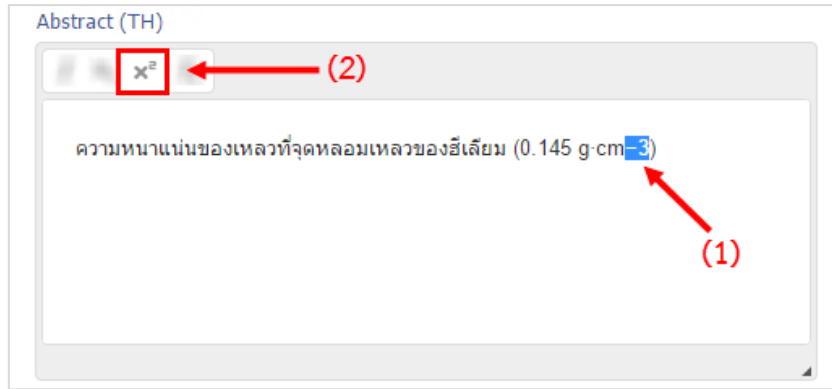 Abstract (TH)
x² (2)
ความหนาแน่นของเหลวที่จุดหลอมเหลวของฮีเลียม (0.145 g·cm−3)
(1)